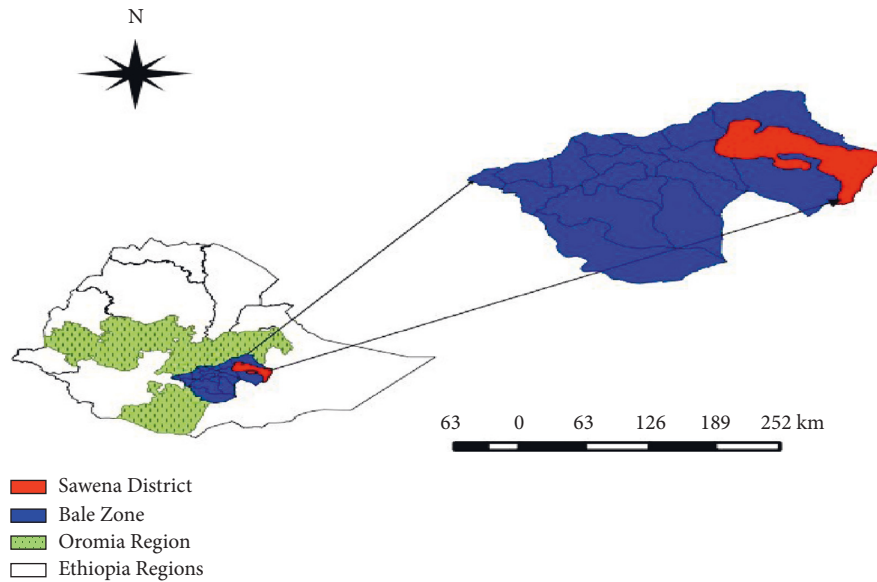 N
63 0 63 126 189 252 km
Sawena District
Bale Zone
Oromia Region
Ethiopia Regions